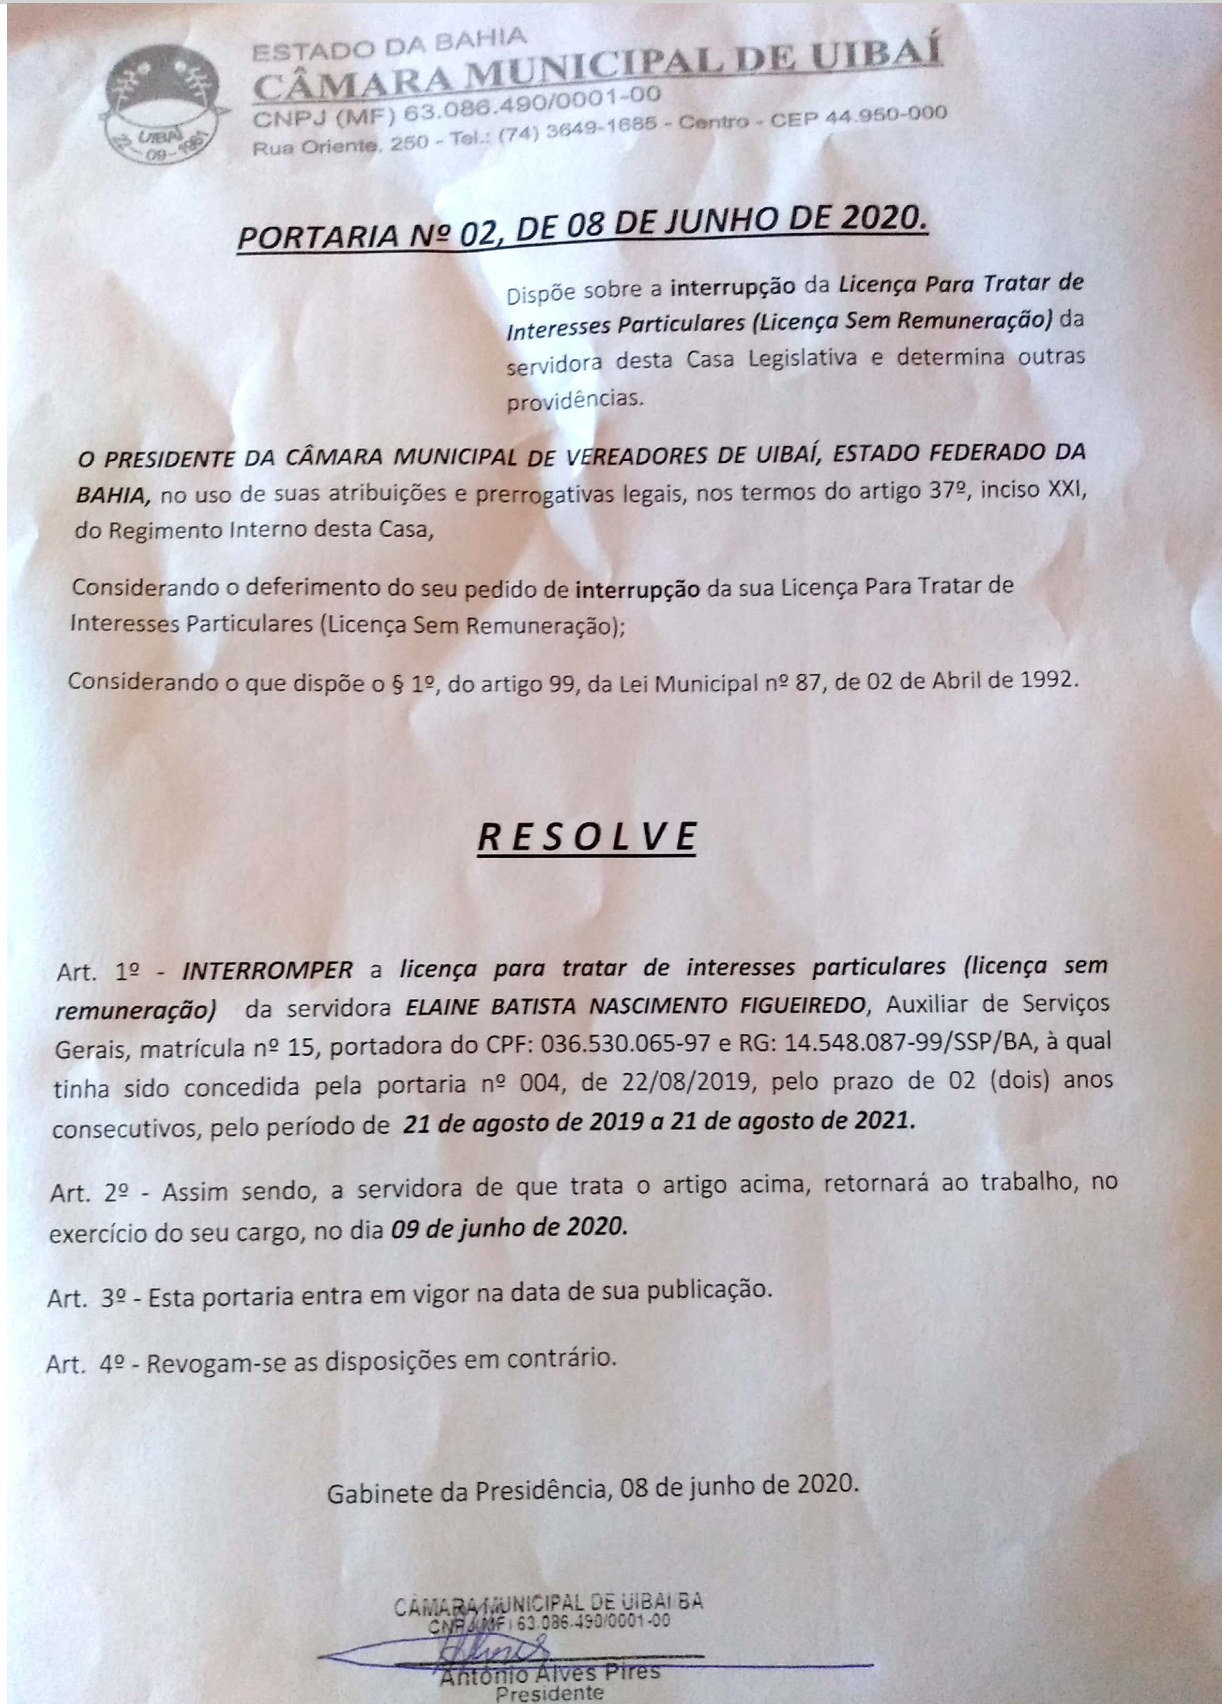 ESTADO DA BAHIA
CÂMARA MUNICIPAL DE UIBAÍ
CNPJ (MF) 63.086.490/0001-00
Rua Oriente, 250 - Tel.: (74) 3649-1685 - Centro - CEP 44.950-000
UIBAÍ
22-09-1961
PORTARIA Nº 02, DE 08 DE JUNHO DE 2020.
Dispõe sobre a interrupção da Licença Para Tratar de
Interesses Particulares (Licença Sem Remuneração) da
servidora desta Casa Legislativa e determina outras
providências.
O PRESIDENTE DA CÂMARA MUNICIPAL DE VEREADORES DE UIBAÍ, ESTADO FEDERADO DA
BAHIA, no uso de suas atribuições e prerrogativas legais, nos termos do artigo 37º, inciso XXI,
do Regimento Interno desta Casa,
Considerando o deferimento do seu pedido de interrupção da sua Licença Para Tratar de
Interesses Particulares (Licença Sem Remuneração);
Considerando o que dispõe o § 1º, do artigo 99, da Lei Municipal nº 87, de 02 de Abril de 1992.
R E S O L V E
Art. 1º - INTERROMPER a licença para tratar de interesses particulares (licença sem
remuneração) da servidora ELAINE BATISTA NASCIMENTO FIGUEIREDO, Auxiliar de Serviços
Gerais, matrícula nº 15, portadora do CPF: 036.530.065-97 e RG: 14.548.087-99/SSP/BA, à qual
tinha sido concedida pela portaria nº 004, de 22/08/2019, pelo prazo de 02 (dois) anos
consecutivos, pelo período de 21 de agosto de 2019 a 21 de agosto de 2021.
Art. 2º - Assim sendo, a servidora de que trata o artigo acima, retornará ao trabalho, no
exercício do seu cargo, no dia 09 de junho de 2020.
Art. 3º - Esta portaria entra em vigor na data de sua publicação.
Art. 4º - Revogam-se as disposições em contrário.
Gabinete da Presidência, 08 de junho de 2020.
CÂMARA MUNICIPAL DE UIBAÍ/BA
CNPJ(MF) 63.086.490/0001-00
Antônio Alves Pires
Presidente